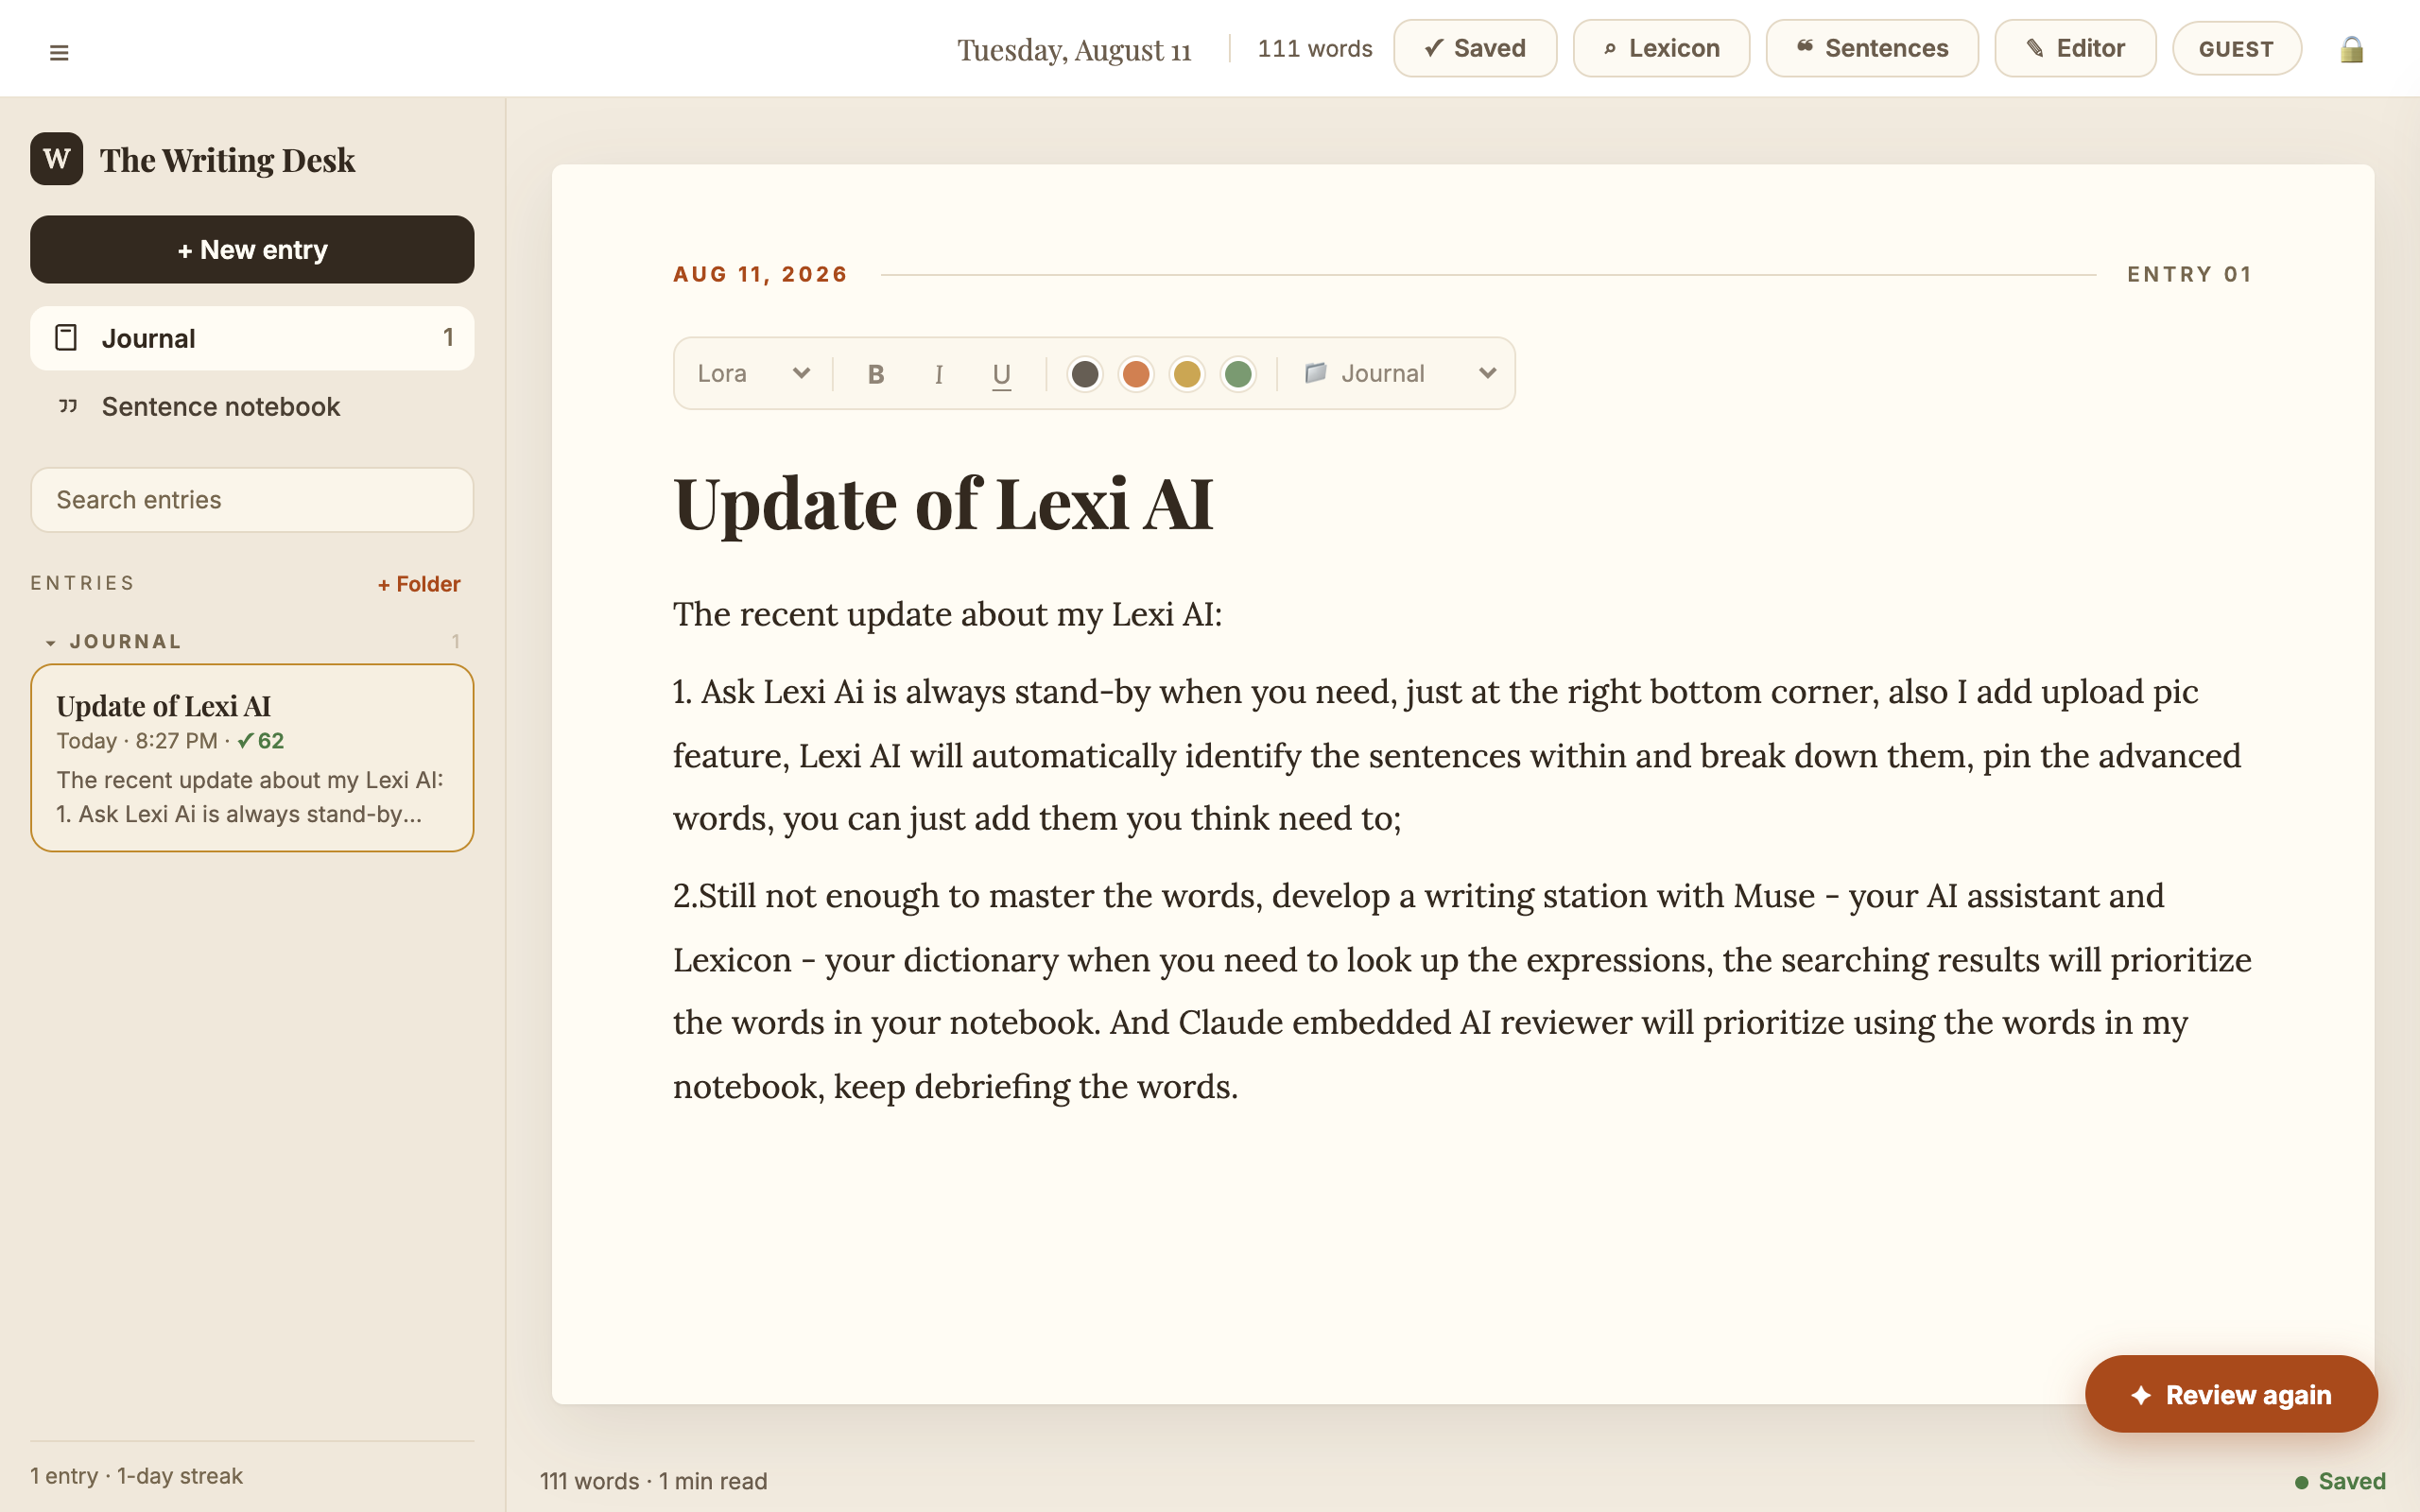 Tuesday, August 11
111 words
✓ Saved
Lexicon
❝ Sentences
✎ Editor
GUEST
W
The Writing Desk
+ New entry
Journal 1
Sentence notebook
Search entries
ENTRIES
+ Folder
JOURNAL 1
Update of Lexi AI
Today · 8:27 PM · ✓ 62
The recent update about my Lexi AI:
1. Ask Lexi Ai is always stand-by...
1 entry · 1-day streak
AUG 11, 2026
ENTRY 01
Lora
B I U
Journal
Update of Lexi AI
The recent update about my Lexi AI:
1. Ask Lexi Ai is always stand-by when you need, just at the right bottom corner, also I add upload pic
feature, Lexi AI will automatically identify the sentences within and break down them, pin the advanced
words, you can just add them you think need to;
2.Still not enough to master the words, develop a writing station with Muse - your AI assistant and
Lexicon - your dictionary when you need to look up the expressions, the searching results will prioritize
the words in your notebook. And Claude embedded AI reviewer will prioritize using the words in my
notebook, keep debriefing the words.
✦ Review again
111 words · 1 min read
Saved